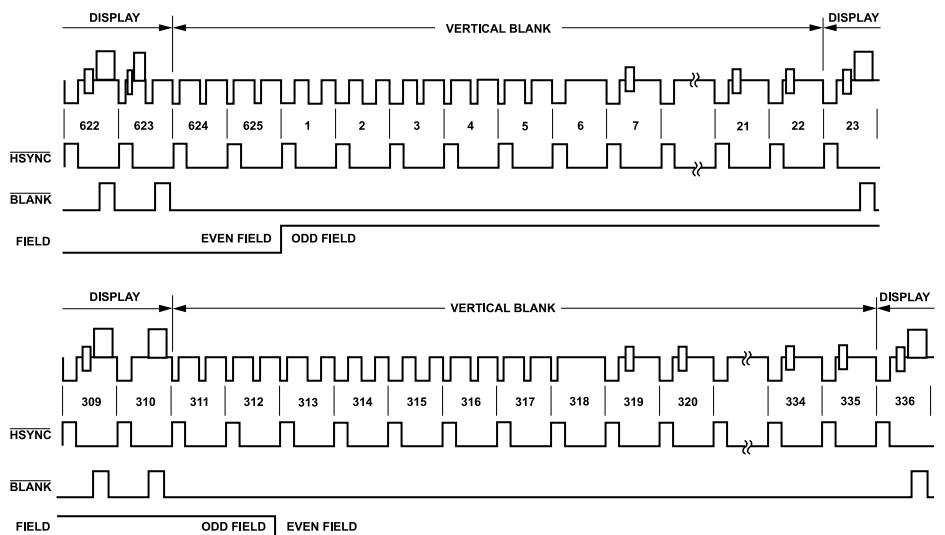 DISPLAY VERTICAL BLANK DISPLAY
622 623 624 625 1 2 3 4 5 6 7 21 22 23
HSYNC
BLANK
FIELD EVEN FIELD ODD FIELD
DISPLAY VERTICAL BLANK DISPLAY
309 310 311 312 313 314 315 316 317 318 319 320 334 335 336
HSYNC
BLANK
FIELD ODD FIELD EVEN FIELD